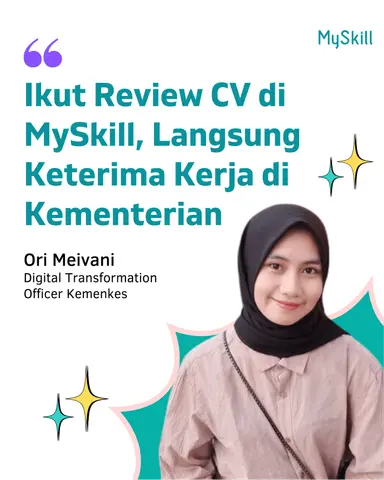 MySkill
Ikut Review CV di
MySkill, Langsung
Keterima Kerja di
Kementerian
Ori Meivani
Digital Transformation
Officer Kemenkes